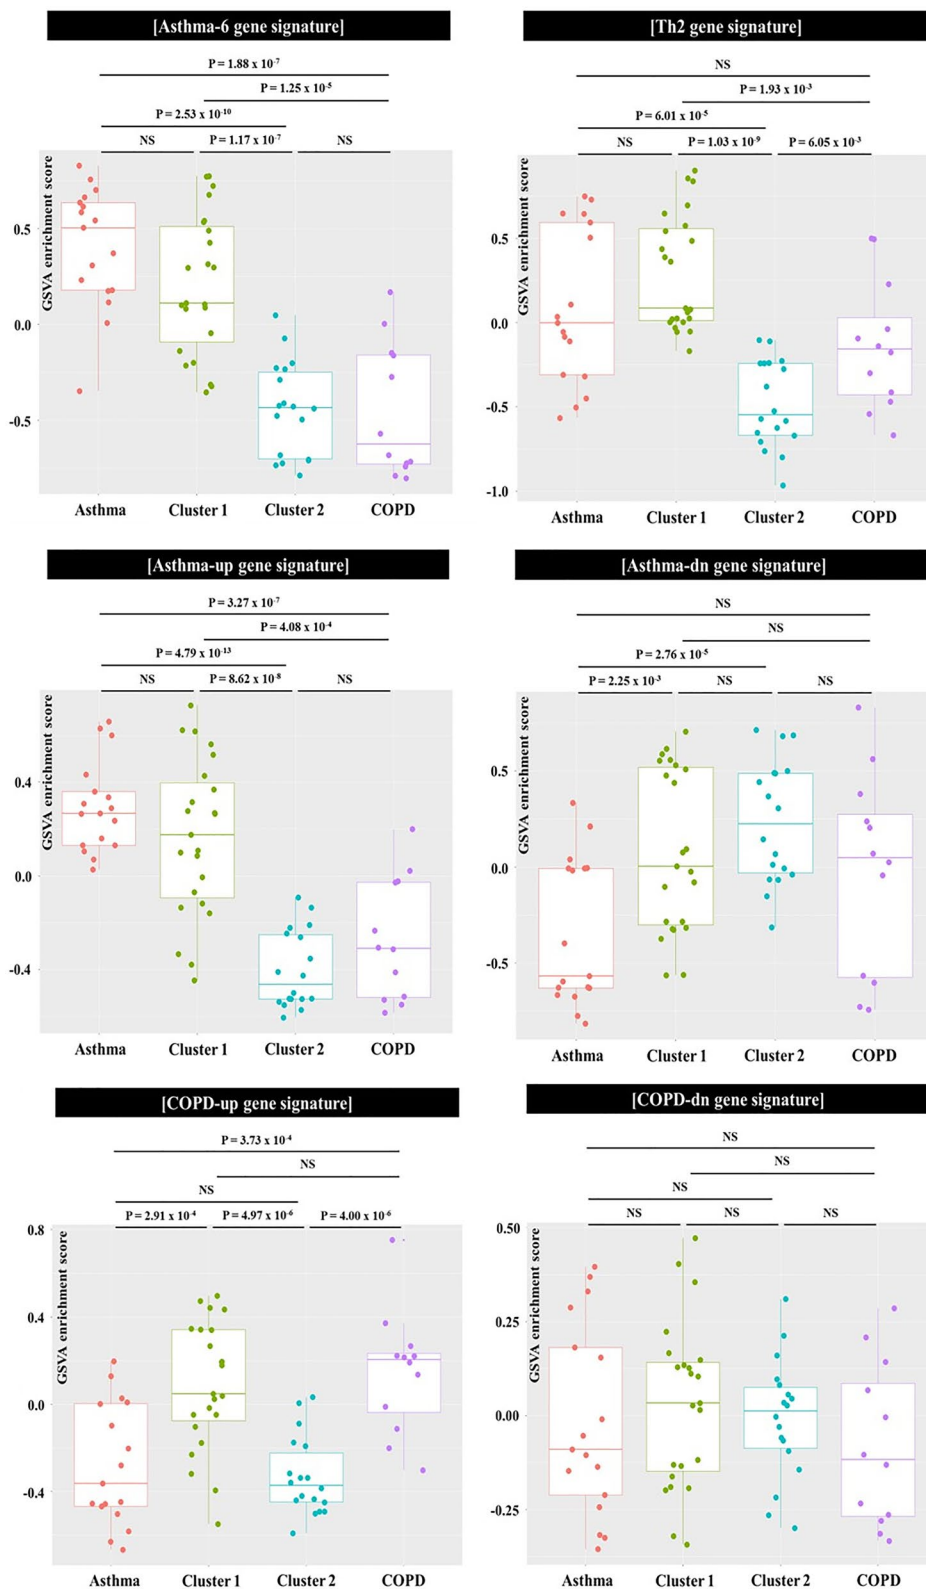 [Asthma-6 gene signature]
P = 1.88 x 10-7
P = 1.25 x 10-5
P = 2.53 x 10-10
NS
P = 1.17 x 10-7
NS
GSVA enrichment score
0.5
0.0
-0.5
Asthma
Cluster 1
Cluster 2
COPD
[Th2 gene signature]
NS
P = 1.93 x 10-3
P = 6.01 x 10-5
NS
P = 1.03 x 10-9
P = 6.05 x 10-3
GSVA enrichment score
0.5
0.0
-0.5
-1.0
Asthma
Cluster 1
Cluster 2
COPD
[Asthma-up gene signature]
P = 3.27 x 10-7
P = 4.08 x 10-4
P = 4.79 x 10-13
NS
P = 8.62 x 10-8
NS
GSVA enrichment score
0.4
0.0
-0.4
Asthma
Cluster 1
Cluster 2
COPD
[Asthma-dn gene signature]
NS
NS
P = 2.76 x 10-5
P = 2.25 x 10-3
NS
NS
GSVA enrichment score
0.5
0.0
-0.5
Asthma
Cluster 1
Cluster 2
COPD
[COPD-up gene signature]
P = 3.73 x 10-4
NS
NS
P = 2.91 x 10-4
P = 4.97 x 10-6
P = 4.00 x 10-6
GSVA enrichment score
0.8
0.4
0.0
-0.4
Asthma
Cluster 1
Cluster 2
COPD
[COPD-dn gene signature]
NS
NS
NS
NS
NS
NS
GSVA enrichment score
0.50
0.25
0.00
-0.25
Asthma
Cluster 1
Cluster 2
COPD